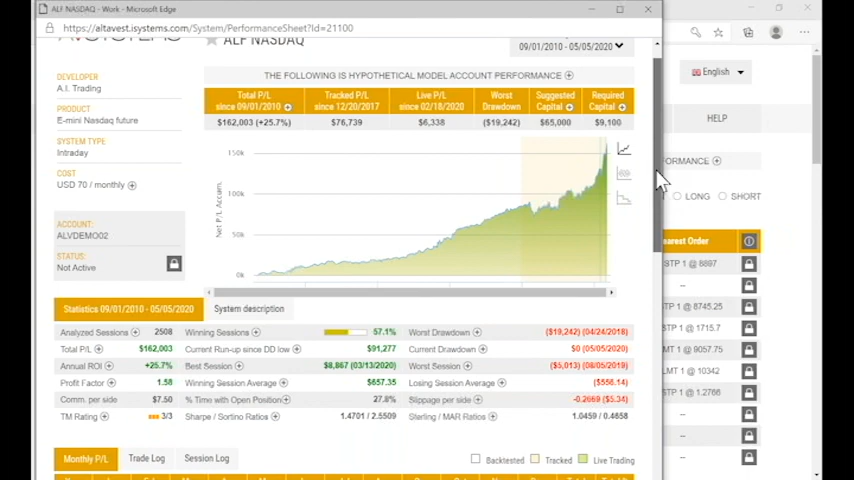 ALF NASDAQ - Work - Microsoft Edge
https://altavest.isystems.com/System/PerformanceSheet?Id=21100
ALF NASDAQ
09/01/2010 - 05/05/2020
DEVELOPER
A.I. Trading
PRODUCT
E-mini Nasdaq future
SYSTEM TYPE
Intraday
COST
USD 70 / monthly
ACCOUNT:
ALVDEMO02
STATUS:
Not Active
THE FOLLOWING IS HYPOTHETICAL MODEL ACCOUNT PERFORMANCE
Total P/L since 09/01/2010 Tracked P/L since 12/20/2017 Live P/L since 02/18/2020 Worst Drawdown Suggested Capital Required Capital
$162,003 (+25.7%) $76,739 $6,338 ($19,242) $65,000 $9,100
Net P/L Accum.
150k
100k
50k
0k
Statistics 09/01/2010 - 05/05/2020 System description
Analyzed Sessions 2508 Winning Sessions 57.1% Worst Drawdown ($19,242) (04/24/2018)
Total P/L $162,003 Current Run-up since DD low $91,277 Current Drawdown $0 (05/05/2020)
Annual ROI +25.7% Best Session $8,867 (03/13/2020) Worst Session ($5,013) (08/05/2019)
Profit Factor 1.58 Winning Session Average $657.35 Losing Session Average ($556.14)
Comm. per side $7.50 % Time with Open Position 27.8% Slippage per side -0.2669 ($5.34)
TM Rating 3/3 Sharpe / Sortino Ratios 1.4701 / 2.5509 Sterling / MAR Ratios 1.0459 / 0.4658
Monthly P/L Trade Log Session Log Backtested Tracked Live Trading
English
HELP
FORMANCE
LONG SHORT
earest Order
STP 1 @ 8897
--
STP 1 @ 8745.25
STP 1 @ 1715.7
LMT 1 @ 9057.75
LMT 1 @ 10342
STP 1 @ 1.2766
--
--
--